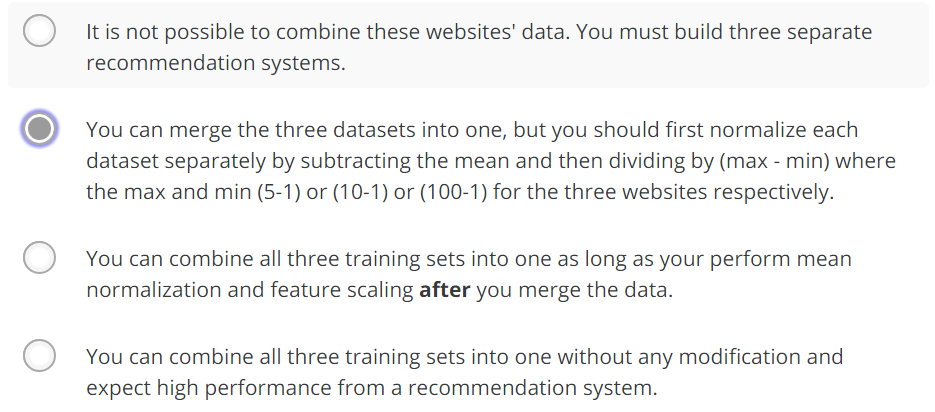 It is not possible to combine these websites' data. You must build three separate
recommendation systems.
You can merge the three datasets into one, but you should first normalize each
dataset separately by subtracting the mean and then dividing by (max - min) where
the max and min (5-1) or (10-1) or (100-1) for the three websites respectively.
You can combine all three training sets into one as long as your perform mean
normalization and feature scaling after you merge the data.
You can combine all three training sets into one without any modification and
expect high performance from a recommendation system.